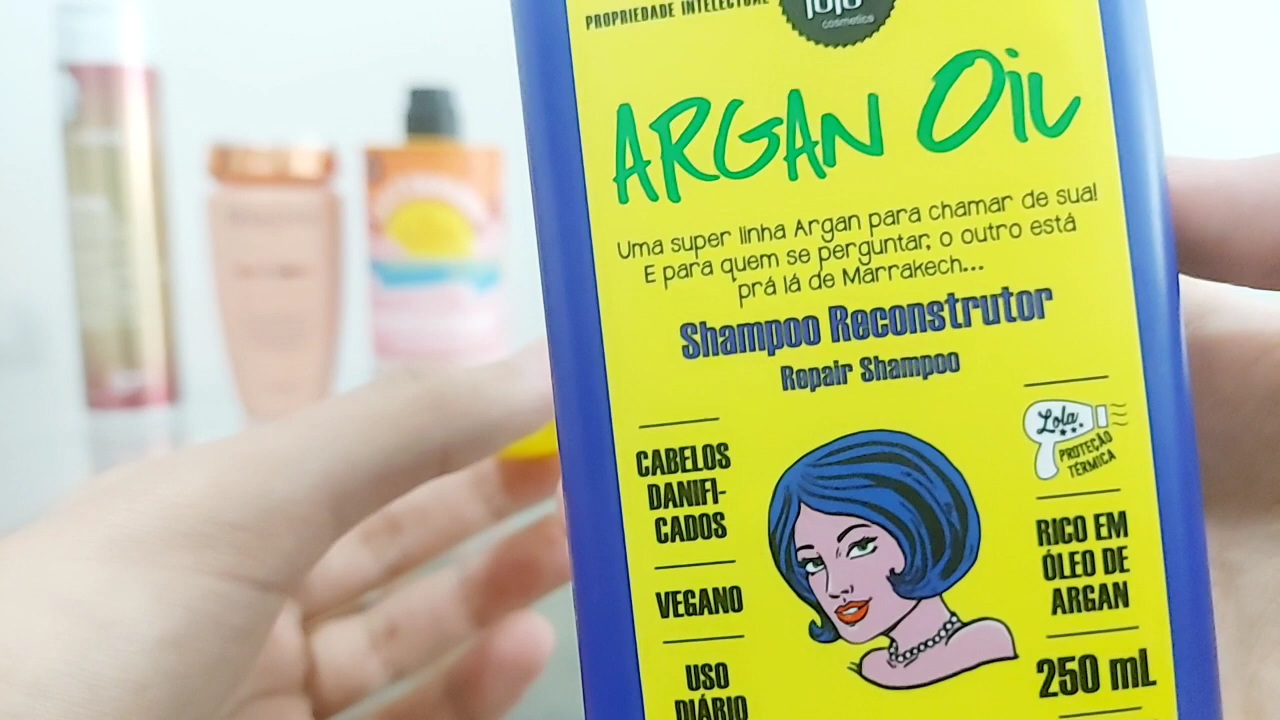 PROPRIEDADE INTELECTUAL
cosmetics
ARGAN OIL
Uma super linha Argan para chamar de sua!
E para quem se perguntar, o outro está
prá lá de Marrakech...
Shampoo Reconstrutor
Repair Shampoo
CABELOS
DANIFI-
CADOS
VEGANO
USO
DIÁRIO
Lola
PROTEÇÃO
TÉRMICA
RICO EM
ÓLEO DE
ARGAN
250 mL